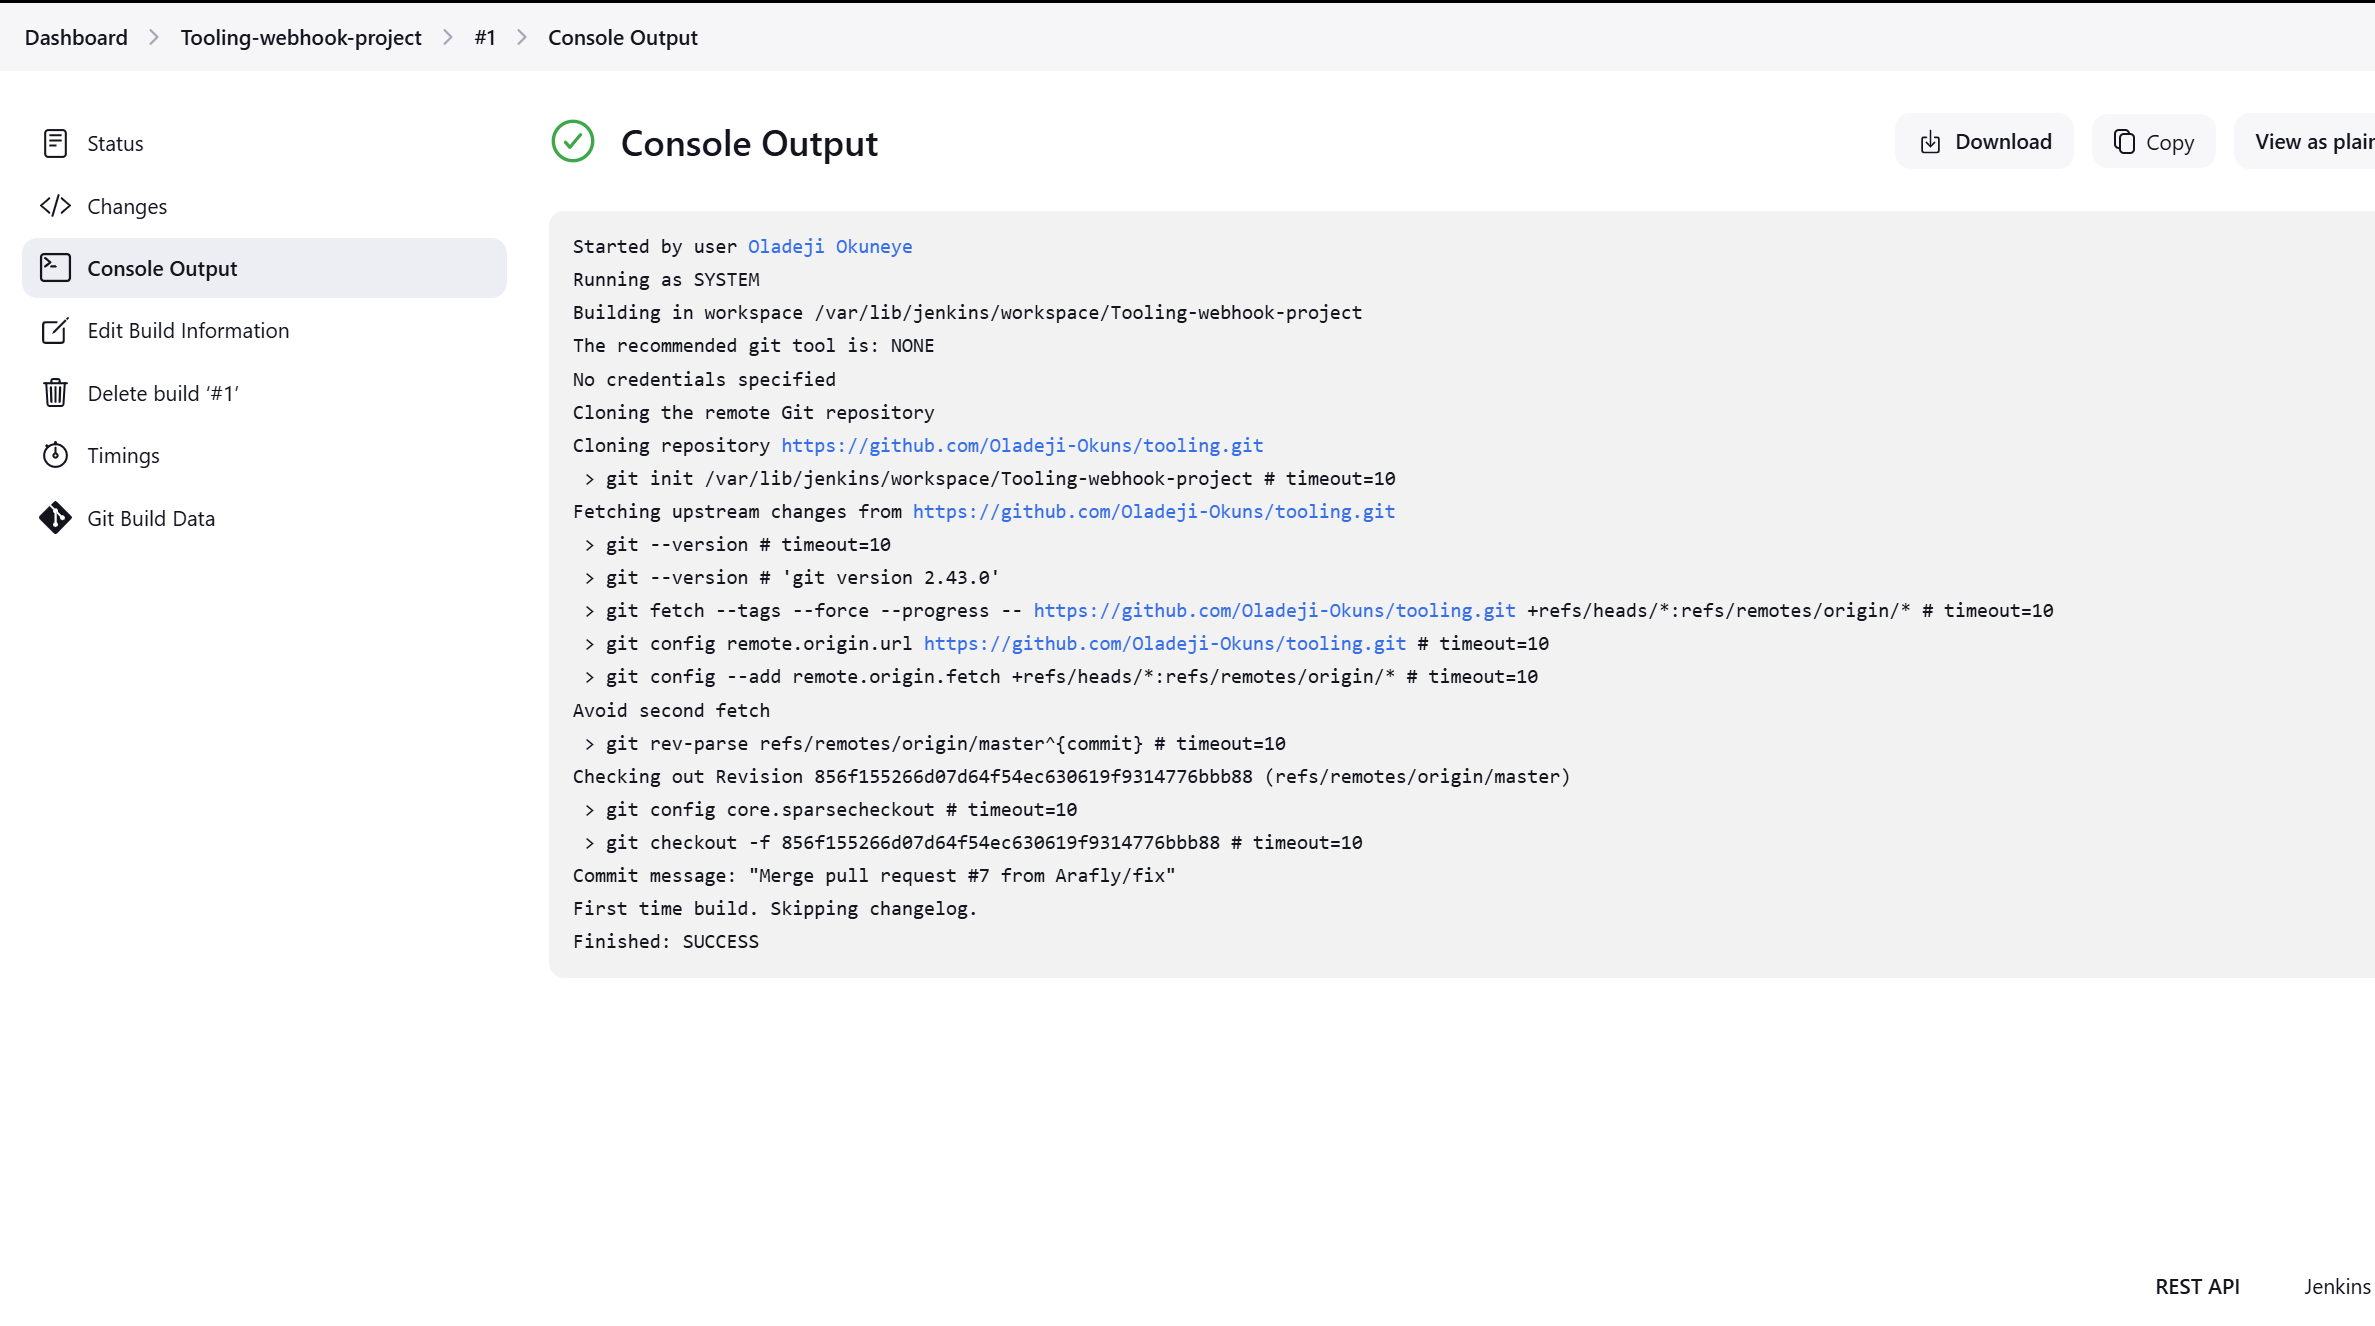 Dashboard > Tooling-webhook-project > #1 > Console Output
Status
Changes
Console Output
Edit Build Information
Delete build ‘#1’
Timings
Git Build Data
Console Output
Download
Copy
View as plain
Started by user Oladeji Okuneye
Running as SYSTEM
Building in workspace /var/lib/jenkins/workspace/Tooling-webhook-project
The recommended git tool is: NONE
No credentials specified
Cloning the remote Git repository
Cloning repository https://github.com/Oladeji-Okuns/tooling.git
 > git init /var/lib/jenkins/workspace/Tooling-webhook-project # timeout=10
Fetching upstream changes from https://github.com/Oladeji-Okuns/tooling.git
 > git --version # timeout=10
 > git --version # 'git version 2.43.0'
 > git fetch --tags --force --progress -- https://github.com/Oladeji-Okuns/tooling.git +refs/heads/*:refs/remotes/origin/* # timeout=10
 > git config remote.origin.url https://github.com/Oladeji-Okuns/tooling.git # timeout=10
 > git config --add remote.origin.fetch +refs/heads/*:refs/remotes/origin/* # timeout=10
Avoid second fetch
 > git rev-parse refs/remotes/origin/master^{commit} # timeout=10
Checking out Revision 856f155266d07d64f54ec630619f9314776bbb88 (refs/remotes/origin/master)
 > git config core.sparsecheckout # timeout=10
 > git checkout -f 856f155266d07d64f54ec630619f9314776bbb88 # timeout=10
Commit message: "Merge pull request #7 from Arafly/fix"
First time build. Skipping changelog.
Finished: SUCCESS
REST API
Jenkins